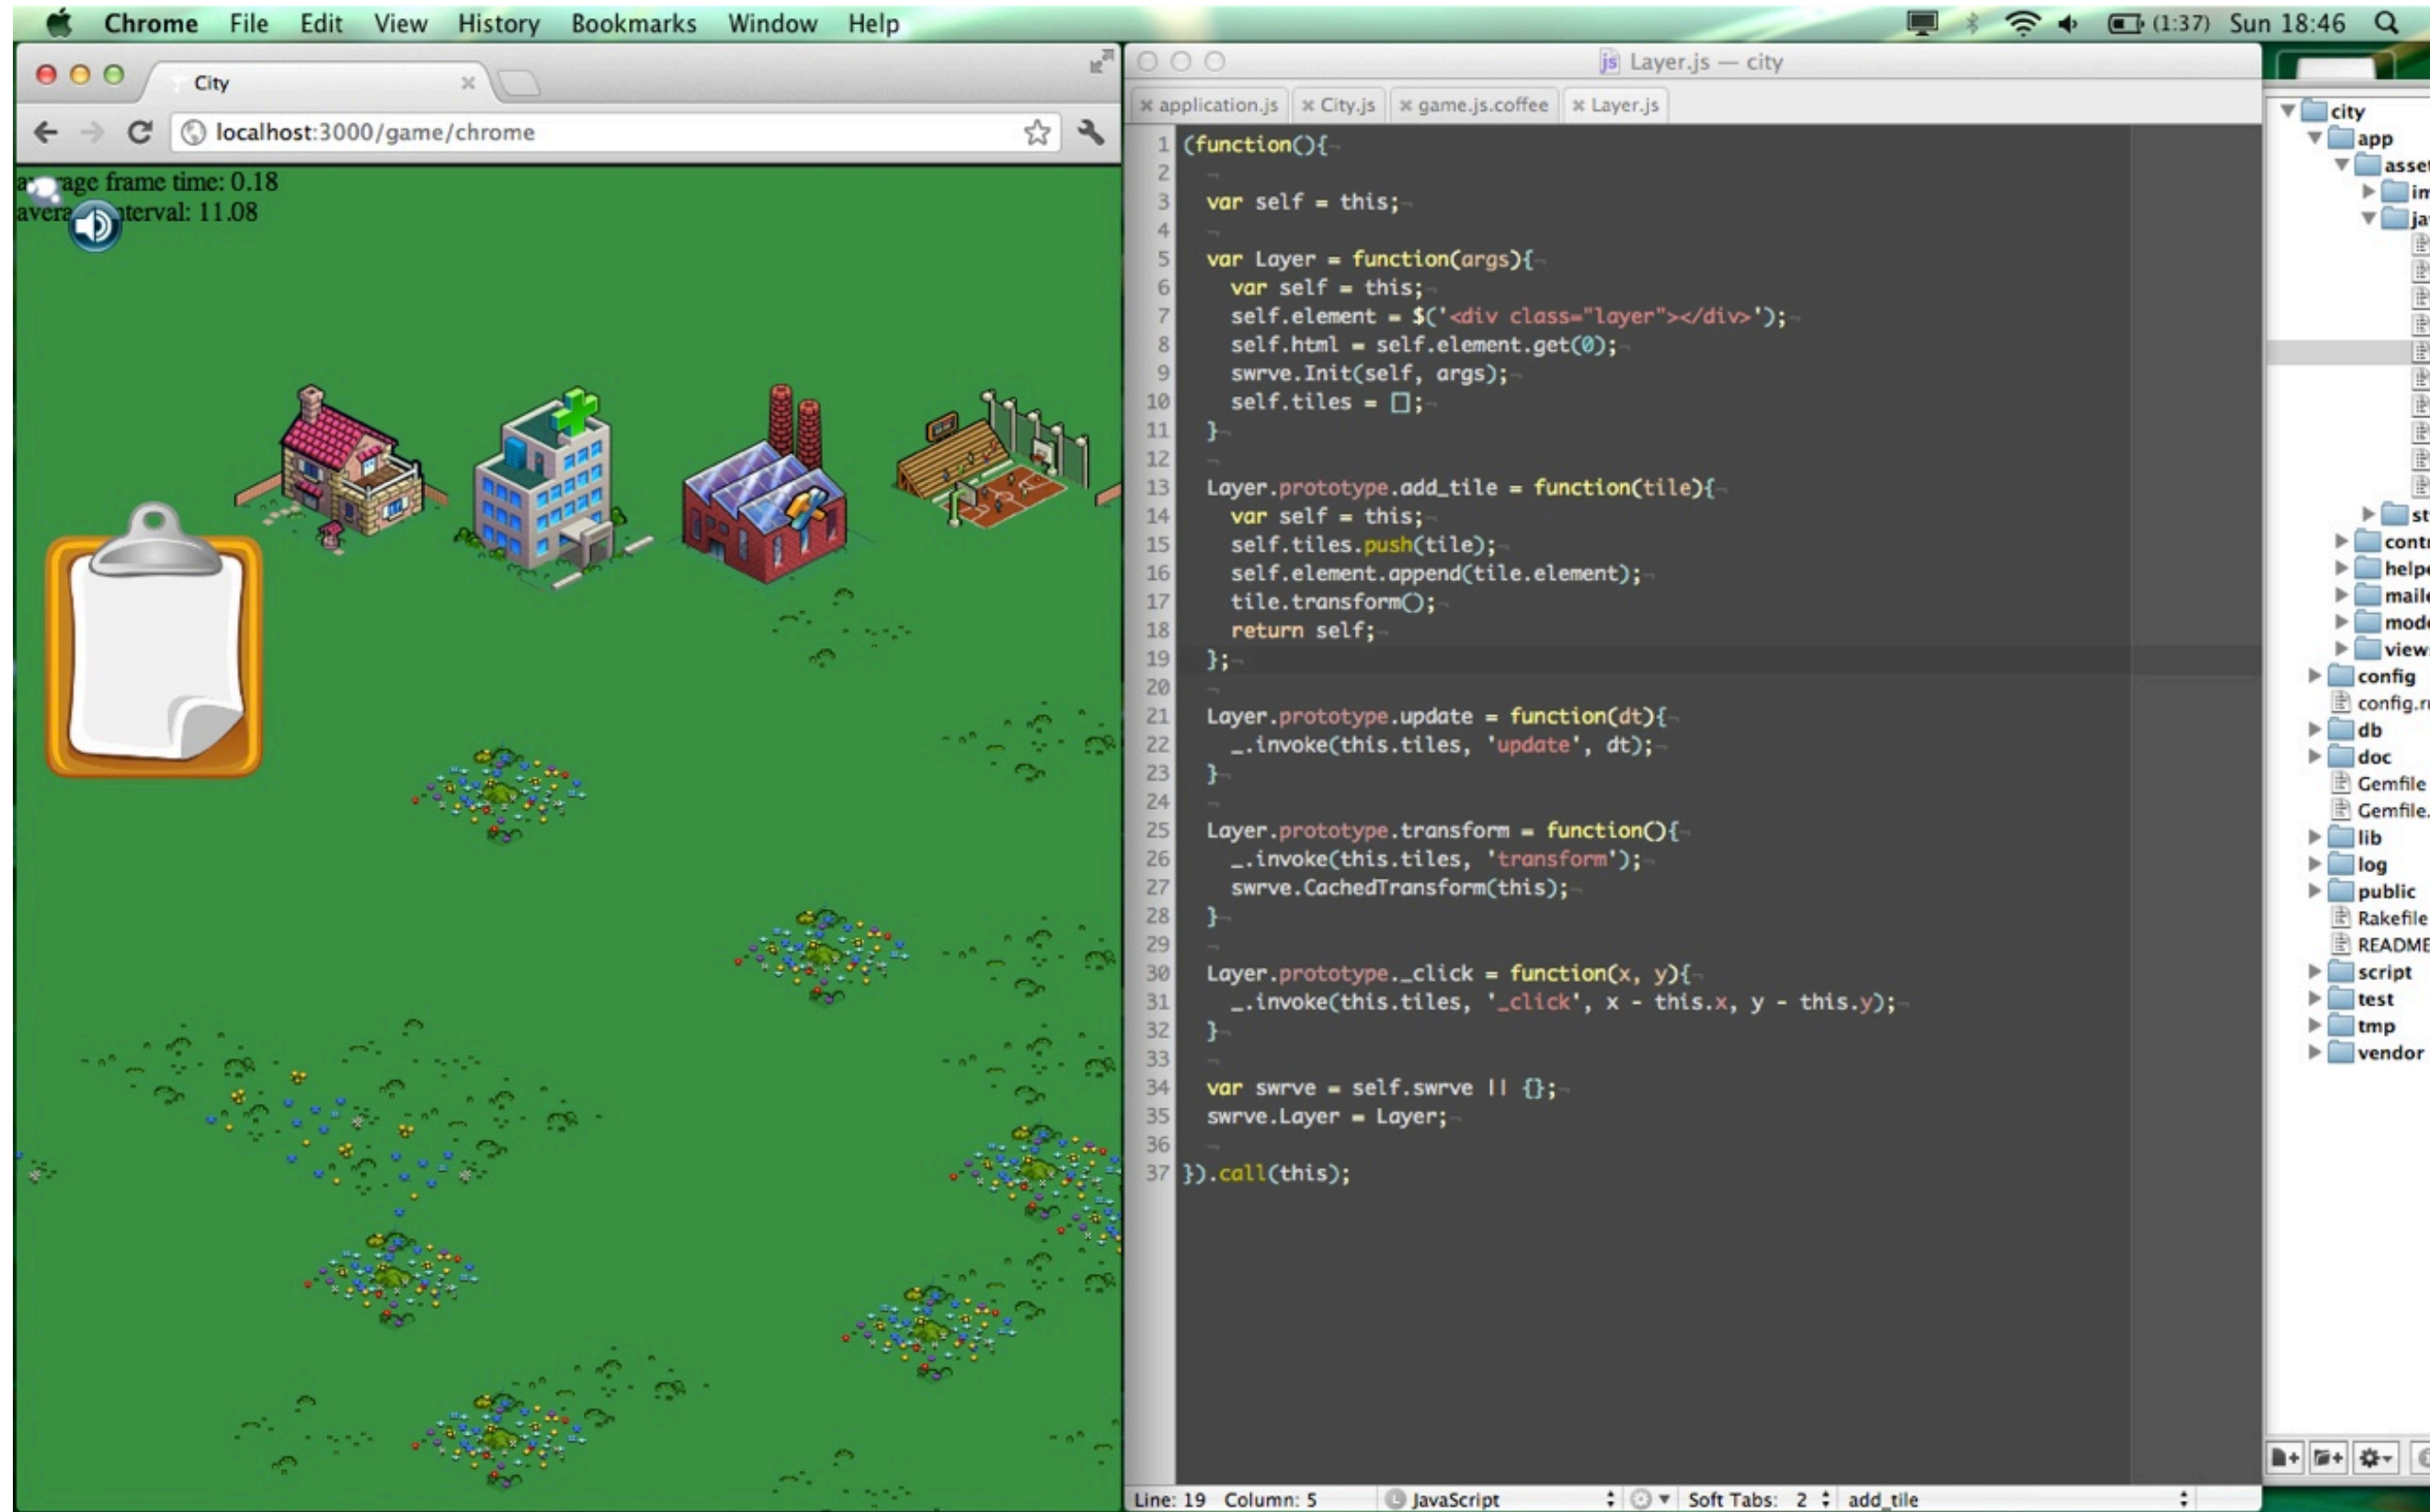 Chrome File Edit View History Bookmarks Window Help (1:37) Sun 18:46
City
localhost:3000/game/chrome
frame time: 0.18
11.08
Layer.js — city
application.js City.js game.js.coffee Layer.js
1 (function(){
2
3 var self = this;
4
5 var Layer = function(args){
6 var self = this;
7 self.element = $('<div class="layer"></div>');
8 self.html = self.element.get(0);
9 swrve.Init(self, args);
10 self.tiles = [];
11 }
12
13 Layer.prototype.add_tile = function(tile){
14 var self = this;
15 self.tiles.push(tile);
16 self.element.append(tile.element);
17 tile.transform();
18 return self;
19 };
20
21 Layer.prototype.update = function(dt){
22 _.invoke(this.tiles, 'update', dt);
23 }
24
25 Layer.prototype.transform = function(){
26 _.invoke(this.tiles, 'transform');
27 swrve.CachedTransform(this);
28 }
29
30 Layer.prototype._click = function(x, y){
31 _.invoke(this.tiles, '_click', x - this.x, y - this.y);
32 }
33
34 var swrve = self.swrve || {};
35 swrve.Layer = Layer;
36
37 }).call(this);
Line: 19 Column: 5 JavaScript Soft Tabs: 2 add_tile
city
app
config
db
doc
Gemfile
Gemfile.
lib
log
public
Rakefile
README
script
test
tmp
vendor